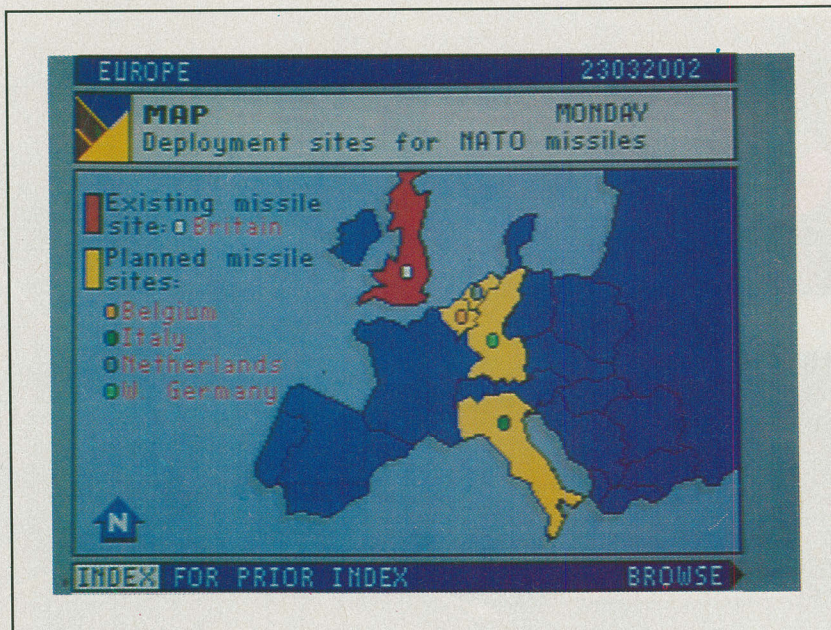 EUROPE 23032002
MAP MONDAY
Deployment sites for NATO missiles
Existing missile
site: Britain
Planned missile
sites:
Belgium
Italy
Netherlands
W. Germany
N
INDEX FOR PRIOR INDEX BROWSE